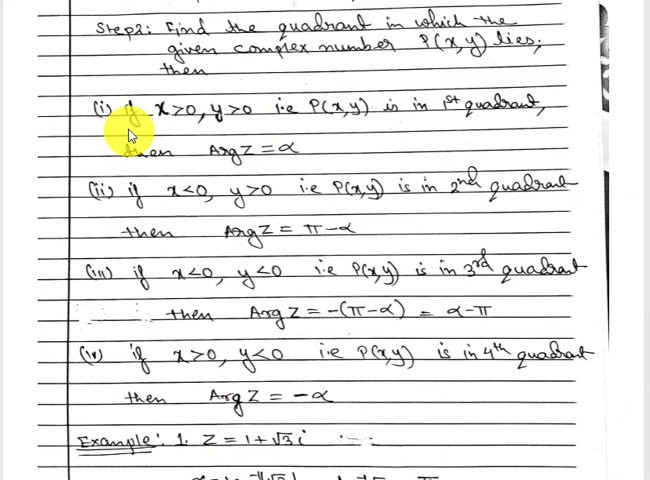 Step2: Find the quadrant in which the
given complex number P(x,y) lies,
then
(i) if x>0, y>0 i.e P(x,y) is in 1st quadrant,
then Arg z = α
(ii) if x<0, y>0 i.e P(x,y) is in 2nd quadrant
then Arg z = π-α
(iii) if x<0, y<0 i.e P(x,y) is in 3rd quadrant
then Arg z = -(π-α) = α-π
(iv) if x>0, y<0 i.e P(x,y) is in 4th quadrant
then Arg z = -α
Example: 1. z = 1+√3 i